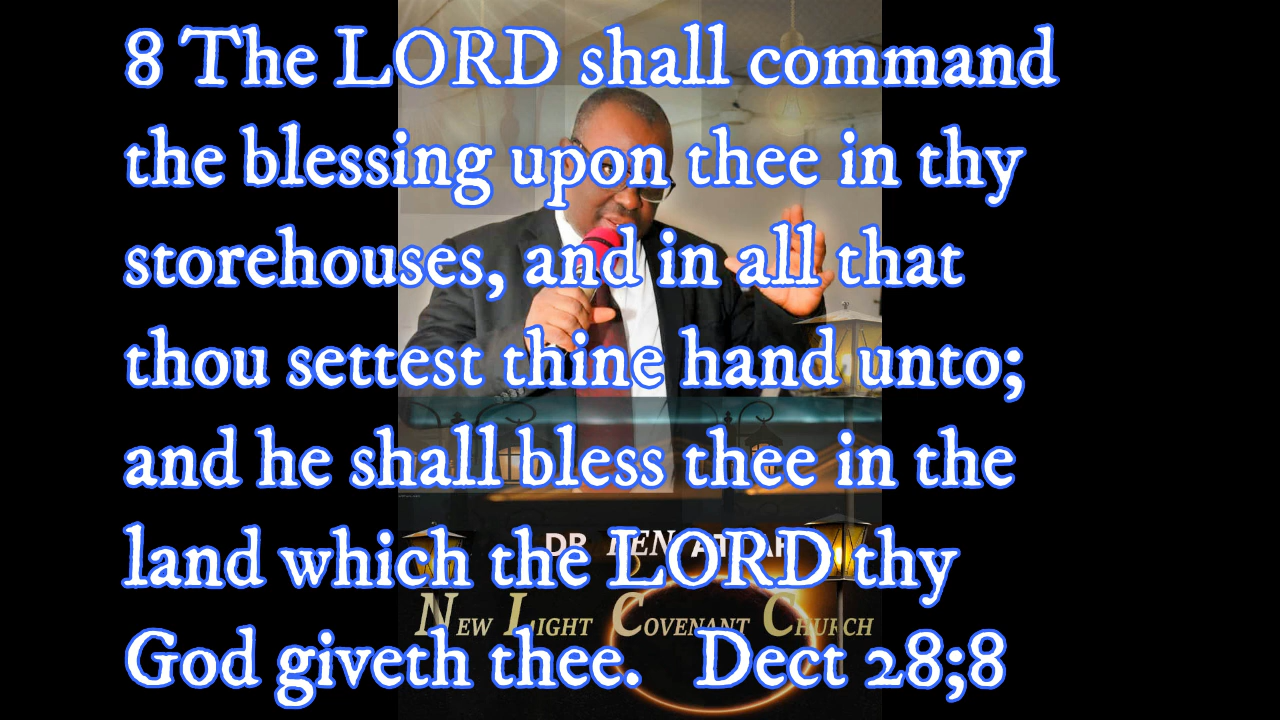 8 The LORD shall command
the blessing upon thee in thy
storehouses, and in all that
thou settest thine hand unto;
and he shall bless thee in the
land which the LORD thy
DR BEN
NEW LIGHT COVENANT CHURCH
God giveth thee. Dect 28;8